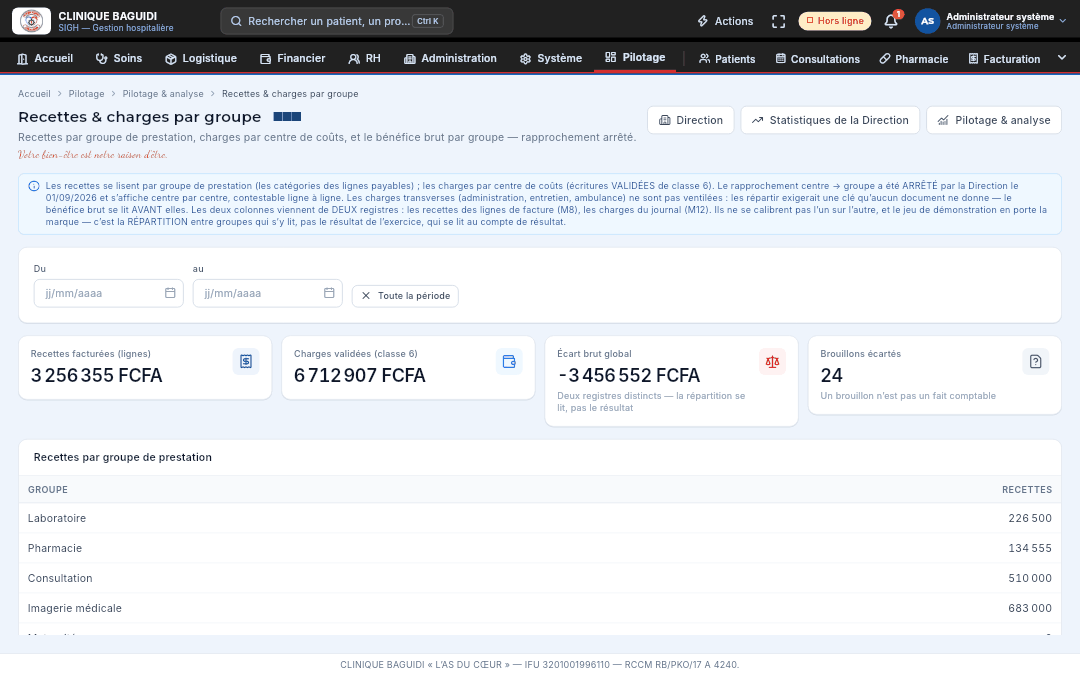 CLINIQUE BAGUIDI
SIGH — Gestion hospitalière
Rechercher un patient, un pro... Ctrl K
Actions
Hors ligne
1
AS
Administrateur système
Administrateur système
Accueil
Soins
Logistique
Financier
RH
Administration
Système
Pilotage
Patients
Consultations
Pharmacie
Facturation
Accueil > Pilotage > Pilotage & analyse > Recettes & charges par groupe
Recettes & charges par groupe
Recettes par groupe de prestation, charges par centre de coûts, et le bénéfice brut par groupe — rapprochement arrêté.
Votre bien-être est notre raison d'être.
Direction
Statistiques de la Direction
Pilotage & analyse
Les recettes se lisent par groupe de prestation (les catégories des lignes payables) ; les charges par centre de coûts (écritures VALIDÉES de classe 6). Le rapprochement centre → groupe a été ARRÊTÉ par la Direction le
01/09/2026 et s'affiche centre par centre, contestable ligne à ligne. Les charges transverses (administration, entretien, ambulance) ne sont pas ventilées : les répartir exigerait une clé qu'aucun document ne donne — le
bénéfice brut se lit AVANT elles. Les deux colonnes viennent de DEUX registres : les recettes des lignes de facture (M8), les charges du journal (M12). Ils ne se calibrent pas l'un sur l'autre, et le jeu de démonstration en porte la
marque — c'est la RÉPARTITION entre groupes qui s'y lit, pas le résultat de l'exercice, qui se lit au compte de résultat.
Du
au
jj/mm/aaaa
jj/mm/aaaa
Toute la période
Recettes facturées (lignes)
3 256 355 FCFA
Charges validées (classe 6)
6 712 907 FCFA
Écart brut global
-3 456 552 FCFA
Deux registres distincts — la répartition se
lit, pas le résultat
Brouillons écartés
24
Un brouillon n'est pas un fait comptable
Recettes par groupe de prestation
GROUPE RECETTES
Laboratoire 226 500
Pharmacie 134 555
Consultation 510 000
Imagerie médicale 683 000
CLINIQUE BAGUIDI « L'AS DU CŒUR » — IFU 3201001996110 — RCCM RB/PKO/17 A 4240.